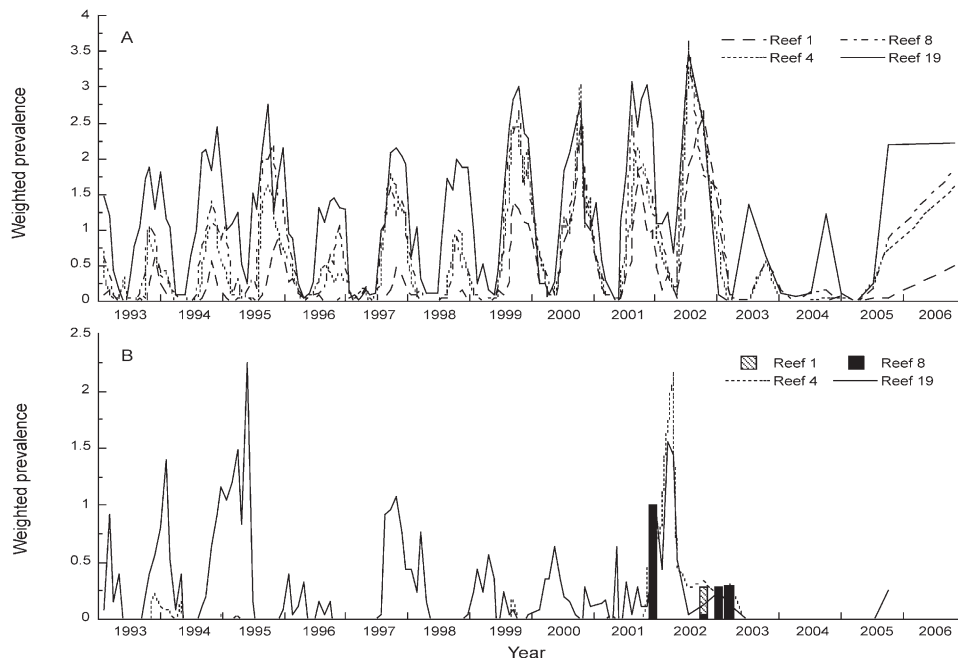 A
Weighted prevalence
4
3.5
3
2.5
2
1.5
1
0.5
0
Reef 1
Reef 8
Reef 4
Reef 19
1993 1994 1995 1996 1997 1998 1999 2000 2001 2002 2003 2004 2005 2006
B
Weighted prevalence
2.5
2
1.5
1
0.5
0
Reef 1
Reef 8
Reef 4
Reef 19
1993 1994 1995 1996 1997 1998 1999 2000 2001 2002 2003 2004 2005 2006
Year